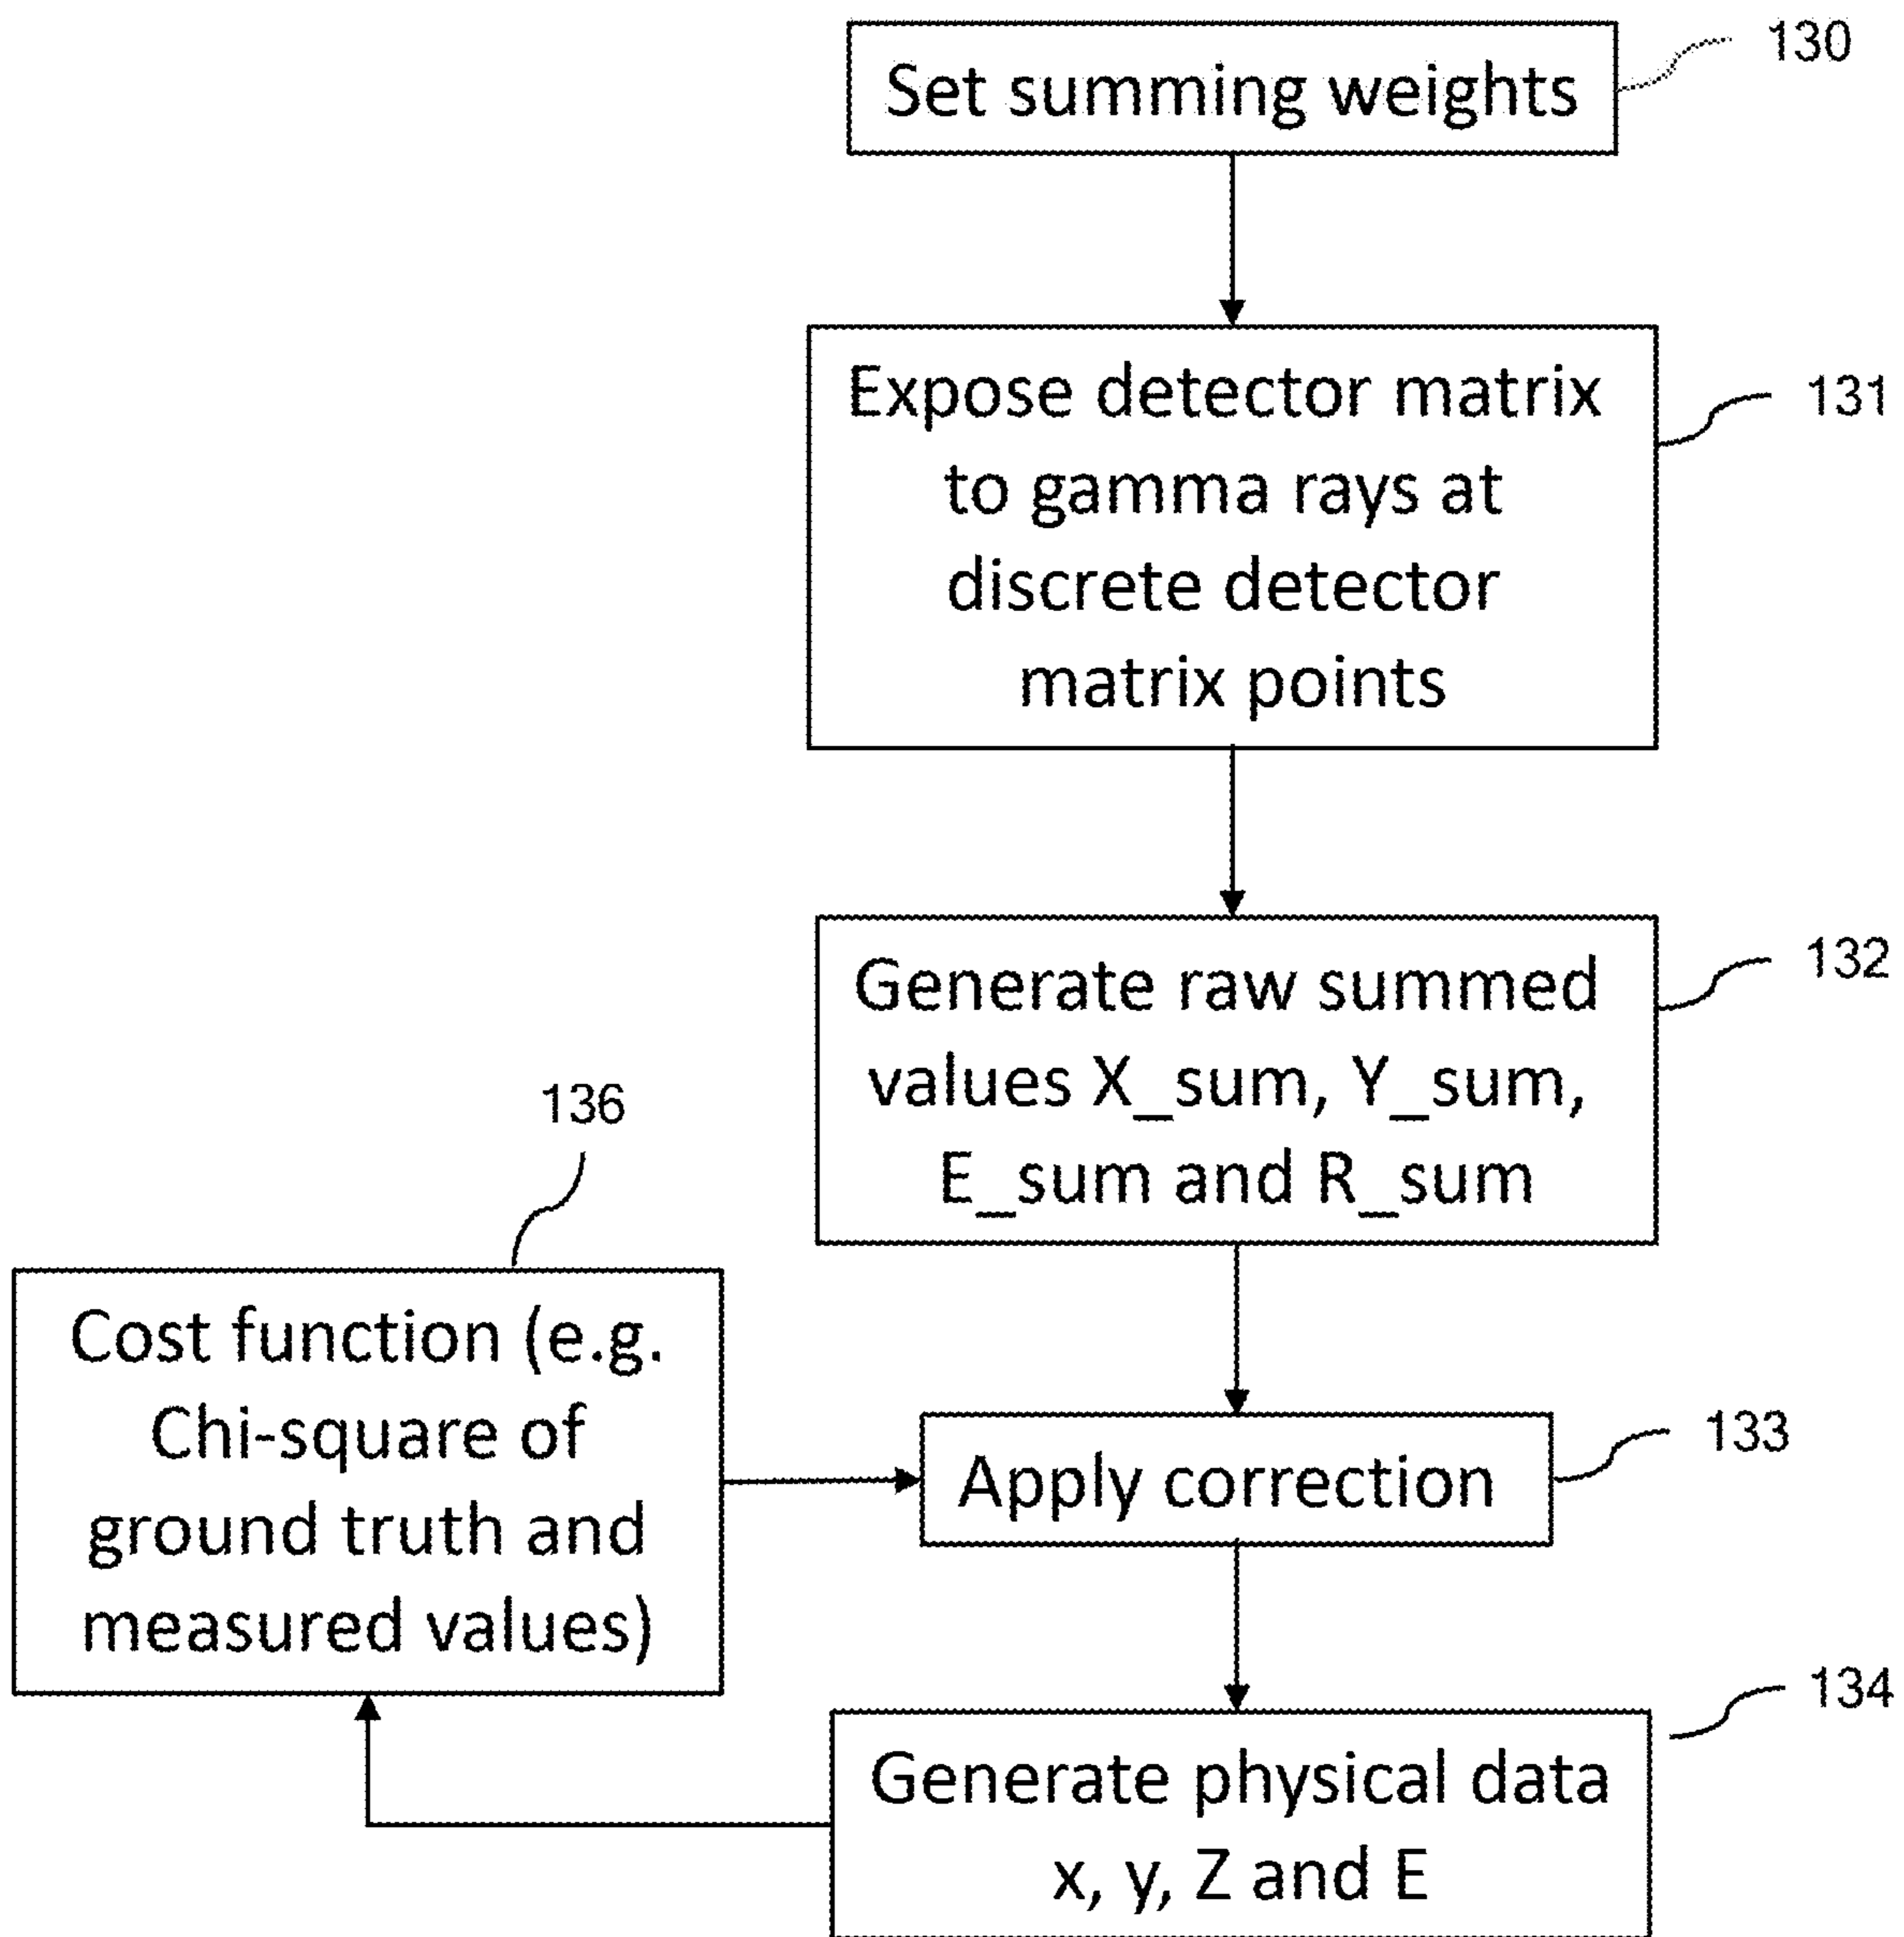 Set summing weights
130
Expose detector matrix
to gamma rays at
discrete detector
matrix points
131
Generate raw summed
values X_sum, Y_sum,
E_sum and R_sum
132
136
Cost function (e.g.
Chi-square of
ground truth and
measured values)
Apply correction
133
Generate physical data
x, y, Z and E
134